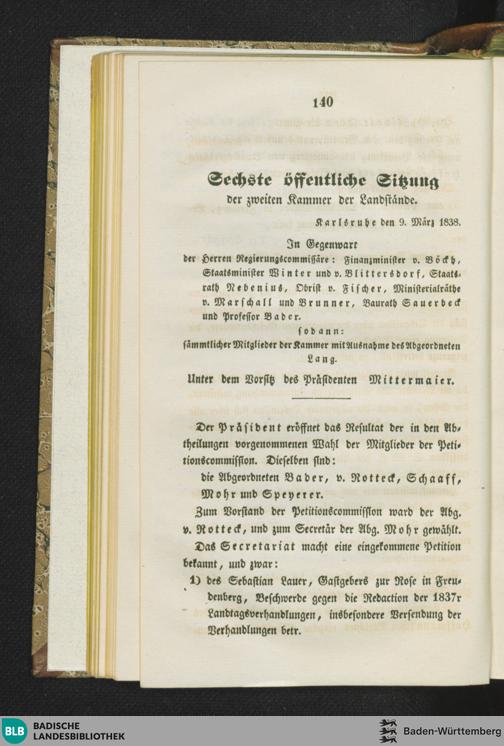 140
Sechste öffentliche Sitzung
der zweiten Kammer der Landstände.
Karlsruhe den 9. März 1838.
In Gegenwart
der Herren Regierungscommissäre: Finanzminister v. Böckh,
Staatsminister Winter und v. Blittersdorf, Staats-
rath Nebenius, Obrist v. Fischer, Ministerialräthe
v. Marschall und Brunner, Baurath Sauerbeck
und Professor Bader.
sodann:
sämmtlicher Mitglieder der Kammer mit Ausnahme des Abgeordneten
Lang.
Unter dem Vorsitz des Präsidenten Mittermaier.
Der Präsident eröffnet das Resultat der in den Ab-
theilungen vorgenommenen Wahl der Mitglieder der Peti-
tionscommission. Dieselben sind:
die Abgeordneten Bader, v. Rotteck, Schaaff,
Mohr und Speyerer.
Zum Vorstand der Petitionscommission ward der Abg.
v. Rotteck, und zum Secretär der Abg. Mohr gewählt.
Das Secretariat macht eine eingekommene Petition
bekannt, und zwar:
1) des Sebastian Lauer, Gastgebers zur Rose in Freu-
denberg, Beschwerde gegen die Redaction der 1837r
Landtagsverhandlungen, insbesondere Versendung der
Verhandlungen betr.
BLB BADISCHE
LANDESBIBLIOTHEK
Baden-Württemberg